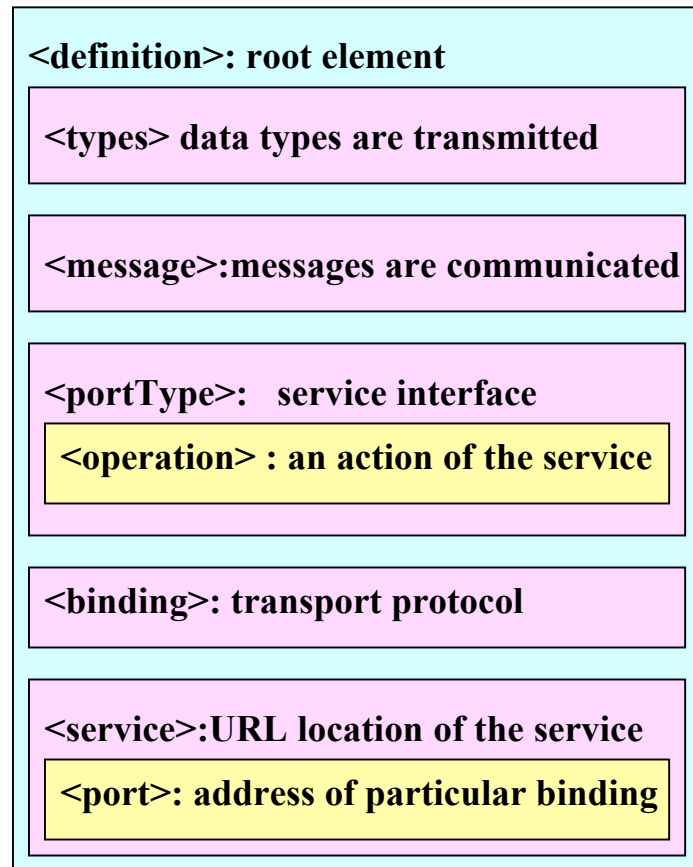 <definition>: root element
<types> data types are transmitted
<message>:messages are communicated
<portType>:   service interface
<operation> : an action of the service
<binding>: transport protocol
<service>:URL location of the service
<port>: address of particular binding